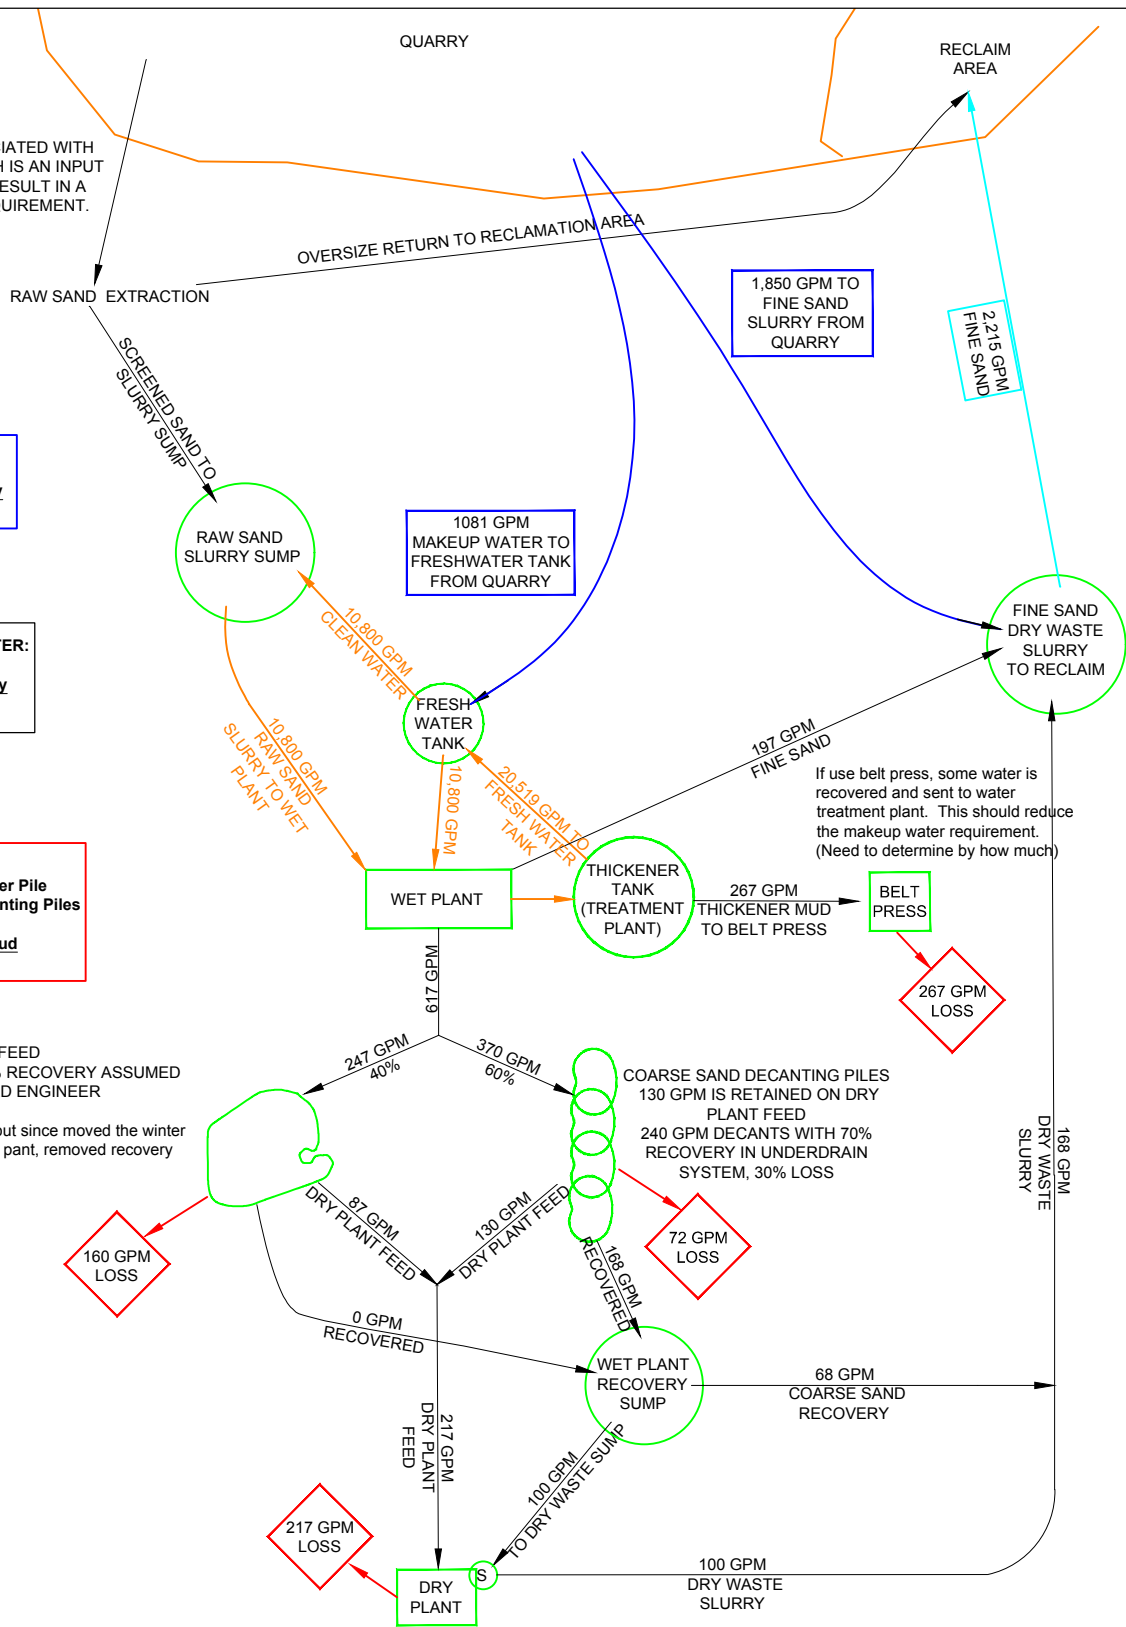 QUARRY
RECLAIM
AREA
IATED WITH
H IS AN INPUT
ESULT IN A
QUIREMENT.
OVERSIZE RETURN TO RECLAMATION AREA
RAW SAND EXTRACTION
1,850 GPM TO
FINE SAND
SLURRY FROM
QUARRY
2,215 GPM
FINE SAND
SCREENED SAND TO
SLURRY SUMP
y
RAW SAND
SLURRY SUMP
1081 GPM
MAKEUP WATER TO
FRESHWATER TANK
FROM QUARRY
10,800 GPM
CLEAN WATER
FINE SAND
DRY WASTE
SLURRY
TO RECLAIM
TER:
y
FRESH
WATER
TANK
10,800 GPM
RAW SAND
SLURRY TO WET
PLANT
10,800 GPM
20,519 GPM TO
FRESH WATER
TANK
197 GPM
FINE SAND
If use belt press, some water is
recovered and sent to water
treatment plant. This should reduce
the makeup water requirement.
(Need to determine by how much)
er Pile
nting Piles
ud
WET PLANT
THICKENER
TANK
(TREATMENT
PLANT)
267 GPM
THICKENER MUD
TO BELT PRESS
BELT
PRESS
267 GPM
LOSS
617 GPM
FEED
% RECOVERY ASSUMED
D ENGINEER
but since moved the winter
pant, removed recovery
247 GPM
40%
370 GPM
60%
COARSE SAND DECANTING PILES
130 GPM IS RETAINED ON DRY
PLANT FEED
240 GPM DECANTS WITH 70%
RECOVERY IN UNDERDRAIN
SYSTEM, 30% LOSS
168 GPM
DRY WASTE
SLURRY
87 GPM
DRY PLANT FEED
130 GPM
DRY PLANT FEED
160 GPM
LOSS
72 GPM
LOSS
168 GPM
RECOVERED
0 GPM
RECOVERED
WET PLANT
RECOVERY
SUMP
68 GPM
COARSE SAND
RECOVERY
217 GPM
DRY PLANT
FEED
100 GPM
TO DRY WASTE SUMP
217 GPM
LOSS
S
DRY
PLANT
100 GPM
DRY WASTE
SLURRY